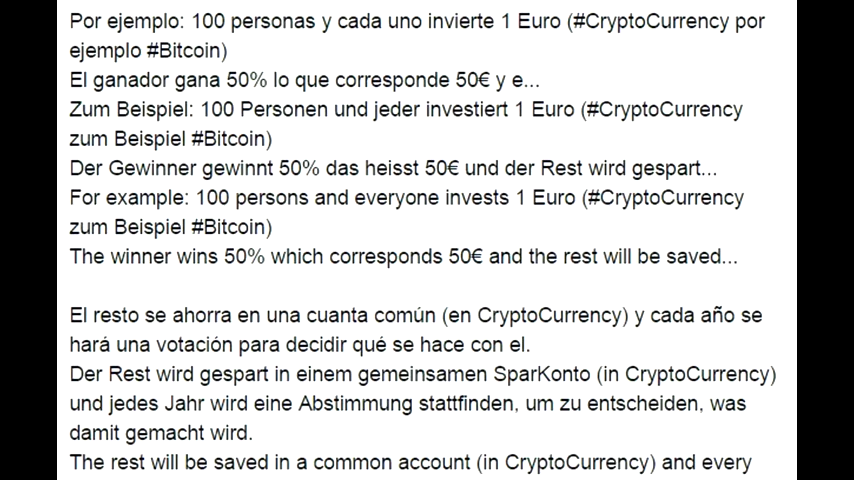 Por ejemplo: 100 personas y cada uno invierte 1 Euro (#CryptoCurrency por
ejemplo #Bitcoin)
El ganador gana 50% lo que corresponde 50€ y e...
Zum Beispiel: 100 Personen und jeder investiert 1 Euro (#CryptoCurrency
zum Beispiel #Bitcoin)
Der Gewinner gewinnt 50% das heisst 50€ und der Rest wird gespart...
For example: 100 persons and everyone invests 1 Euro (#CryptoCurrency
zum Beispiel #Bitcoin)
The winner wins 50% which corresponds 50€ and the rest will be saved...
El resto se ahorra en una cuanta común (en CryptoCurrency) y cada año se
hará una votación para decidir qué se hace con el.
Der Rest wird gespart in einem gemeinsamen SparKonto (in CryptoCurrency)
und jedes Jahr wird eine Abstimmung stattfinden, um zu entscheiden, was
damit gemacht wird.
The rest will be saved in a common account (in CryptoCurrency) and every